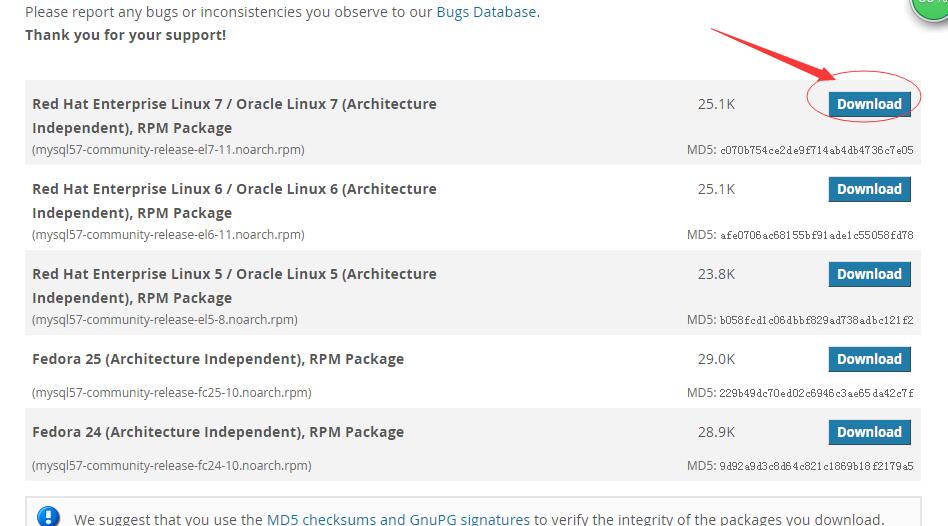 Please report any bugs or inconsistencies you observe to our Bugs Database.
Thank you for your support!
Red Hat Enterprise Linux 7 / Oracle Linux 7 (Architecture
Independent), RPM Package
25.1K
Download
(mysql57-community-release-el7-11.noarch.rpm)
MD5: c070b754ce2de9f714ab4db4736c7e05
Red Hat Enterprise Linux 6 / Oracle Linux 6 (Architecture
Independent), RPM Package
25.1K
Download
(mysql57-community-release-el6-11.noarch.rpm)
MD5: afe0706ac68155bf91ade1c55058fd78
Red Hat Enterprise Linux 5 / Oracle Linux 5 (Architecture
Independent), RPM Package
23.8K
Download
(mysql57-community-release-el5-8.noarch.rpm)
MD5: b058fcd1c06dbbf829ad738adbc121f2
Fedora 25 (Architecture Independent), RPM Package
29.0K
Download
(mysql57-community-release-fc25-10.noarch.rpm)
MD5: 229b49dc70ed02c6946c3ae65da42c7f
Fedora 24 (Architecture Independent), RPM Package
28.9K
Download
(mysql57-community-release-fc24-10.noarch.rpm)
MD5: 9d92a9d3c8d64c821c1869b18f2179a5
We suggest that you use the MD5 checksums and GnuPG signatures to verify the integrity of the packages you download.